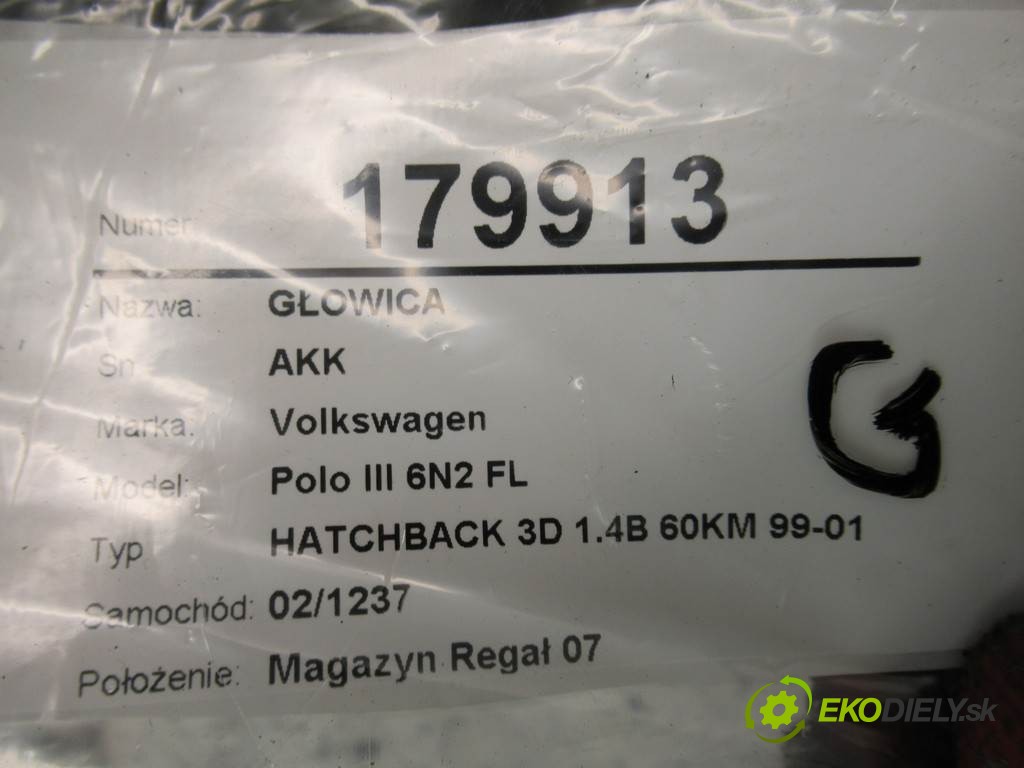 Numer 179913
Nazwa: GŁOWICA
Sn AKK
Marka: Volkswagen
Model: Polo III 6N2 FL
Typ HATCHBACK 3D 1.4B 60KM 99-01
Samochód: 02/1237
Położenie: Magazyn Regał 07
G
EKODIELY.sk